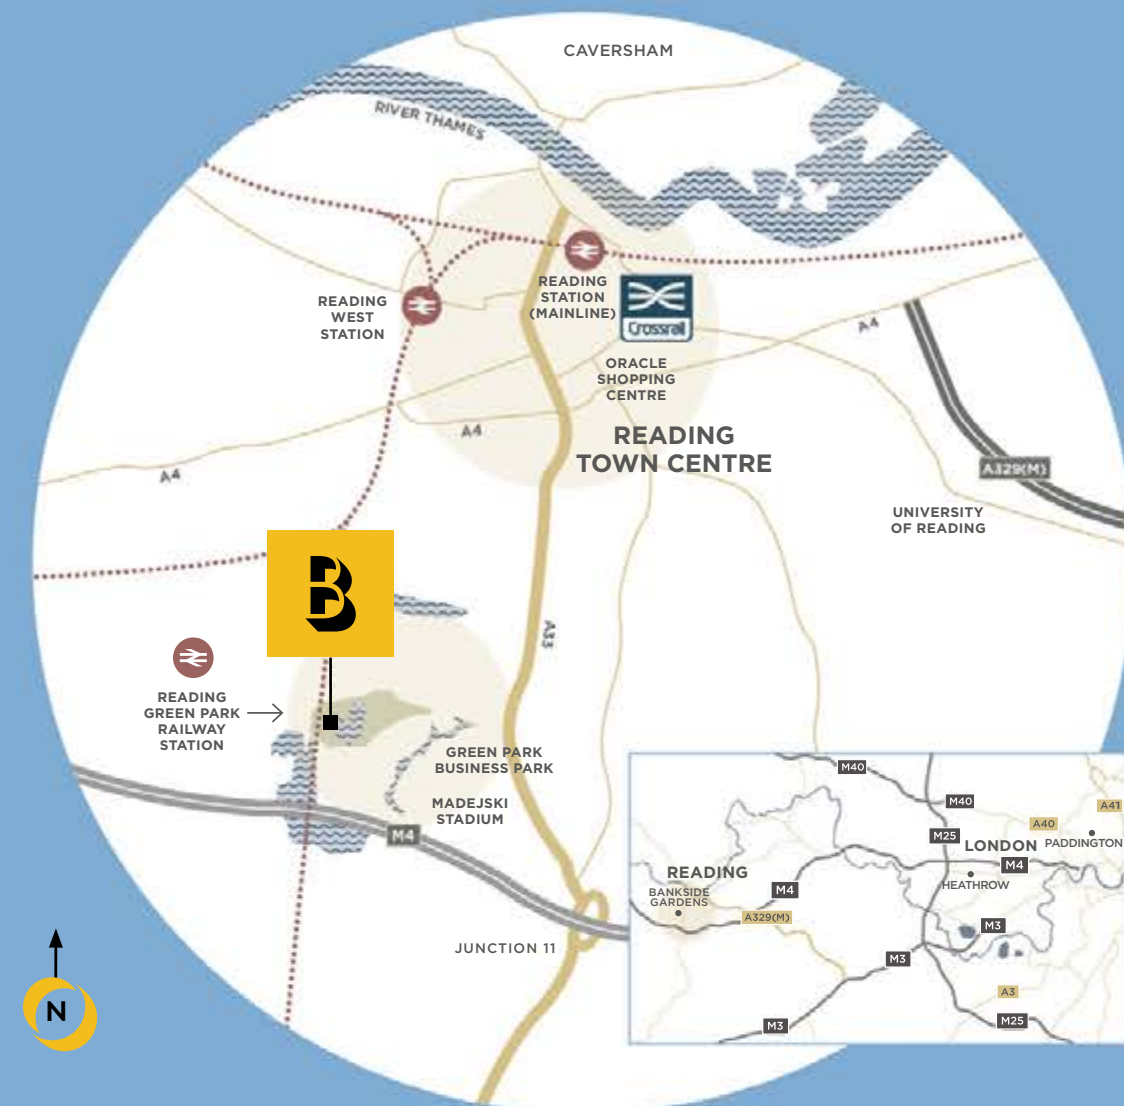 CAVERSHAM
RIVER THAMES
READING
STATION
(MAINLINE)
READING
WEST
STATION
Crossrail
A4
ORACLE
SHOPPING
CENTRE
READING
TOWN CENTRE
A4
A4
A329(M)
UNIVERSITY
OF READING
B
A33
READING
GREEN PARK
RAILWAY
STATION
GREEN PARK
BUSINESS PARK
MADEJSKI
STADIUM
M4
JUNCTION 11
N
M40
M40
A41
A40
M25
LONDON
PADDINGTON
M4
READING
HEATHROW
M4
BANKSIDE
GARDENS
A329(M)
M3
M3
A3
M25
M3